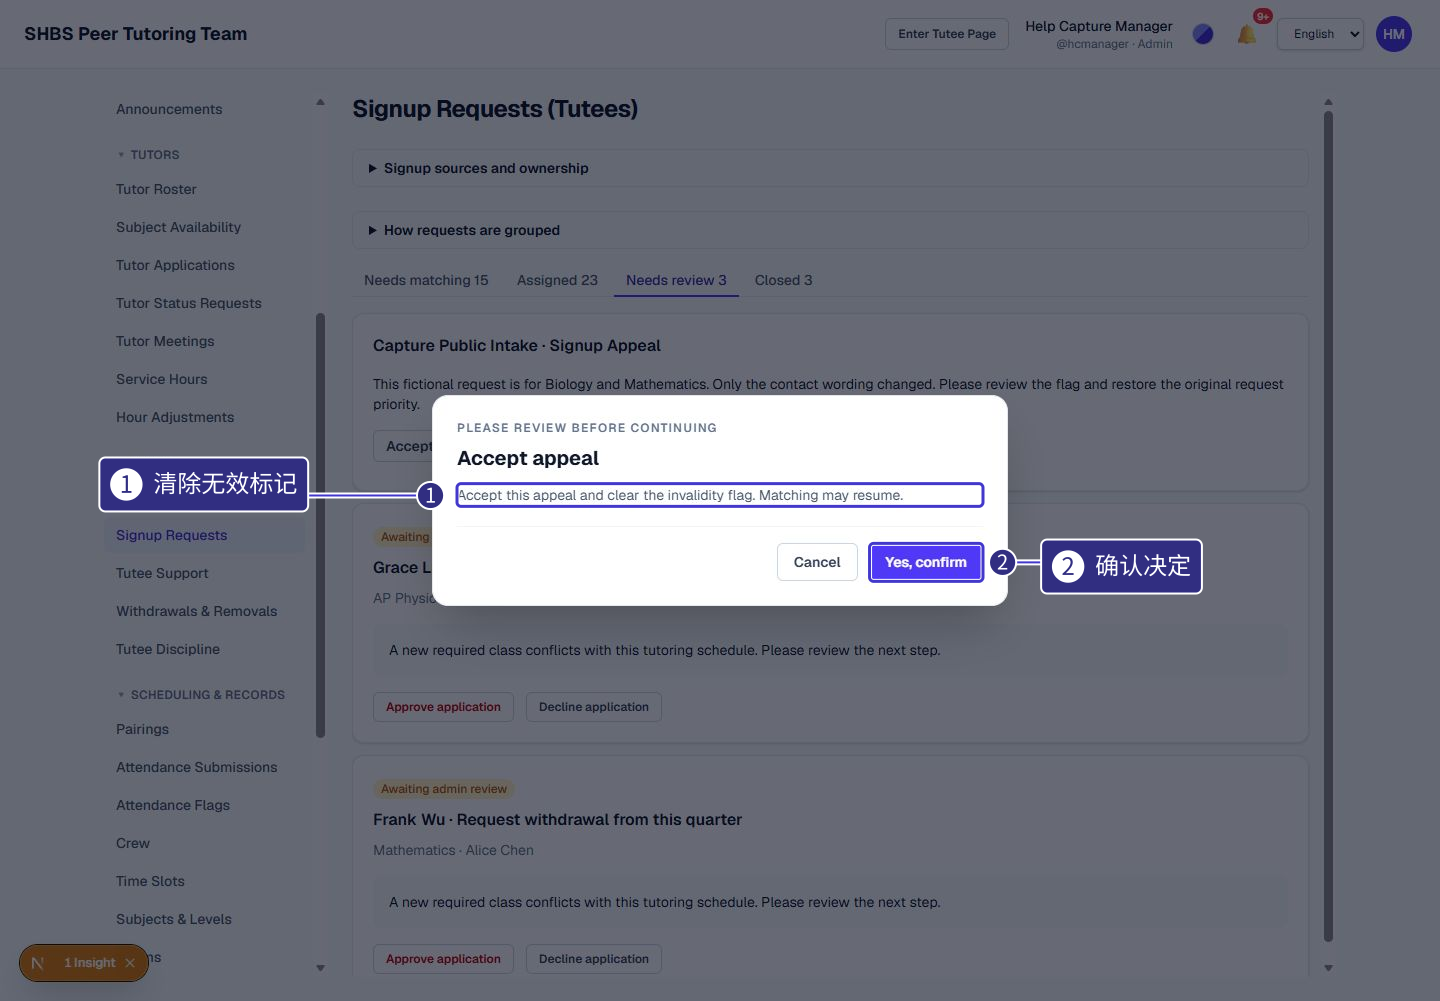 SHBS Peer Tutoring Team
Enter Tutee Page
Help Capture Manager
@hcmanager · Admin
9+
English
HM
Announcements
TUTORS
Tutor Roster
Subject Availability
Tutor Applications
Tutor Status Requests
Tutor Meetings
Service Hours
Hour Adjustments
Signup Requests
Tutee Support
Withdrawals & Removals
Tutee Discipline
SCHEDULING & RECORDS
Pairings
Attendance Submissions
Attendance Flags
Crew
Time Slots
Subjects & Levels
1 Insight
Signup Requests (Tutees)
Signup sources and ownership
How requests are grouped
Needs matching 15 Assigned 23 Needs review 3 Closed 3
Capture Public Intake · Signup Appeal
This fictional request is for Biology and Mathematics. Only the contact wording changed. Please review the flag and restore the original request
priority.
Accept
PLEASE REVIEW BEFORE CONTINUING
Accept appeal
1 清除无效标记
1
Accept this appeal and clear the invalidity flag. Matching may resume.
Cancel
Yes, confirm
2
2 确认决定
Awaiting
Grace L
AP Physic
A new required class conflicts with this tutoring schedule. Please review the next step.
Approve application
Decline application
Awaiting admin review
Frank Wu · Request withdrawal from this quarter
Mathematics · Alice Chen
A new required class conflicts with this tutoring schedule. Please review the next step.
Approve application
Decline application